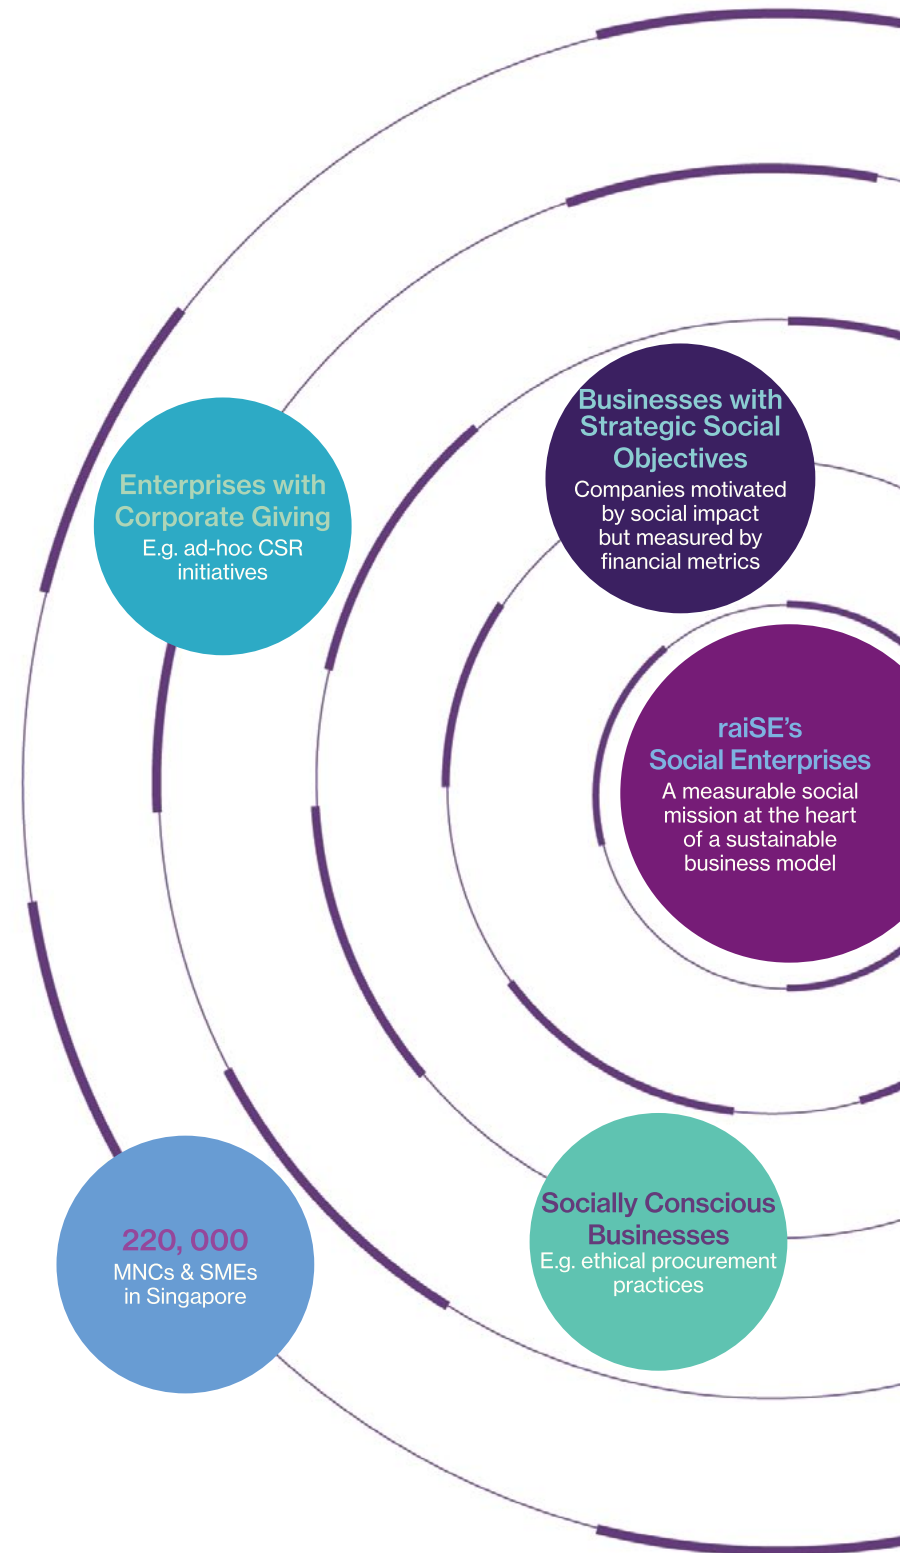 Businesses with
Strategic Social
Objectives
Companies motivated
by social impact
but measured by
financial metrics
Enterprises with
Corporate Giving
E.g. ad-hoc CSR
initiatives
raiSE’s
Social Enterprises
A measurable social
mission at the heart
of a sustainable
business model
Socially Conscious
Businesses
E.g. ethical procurement
practices
220, 000
MNCs & SMEs
in Singapore